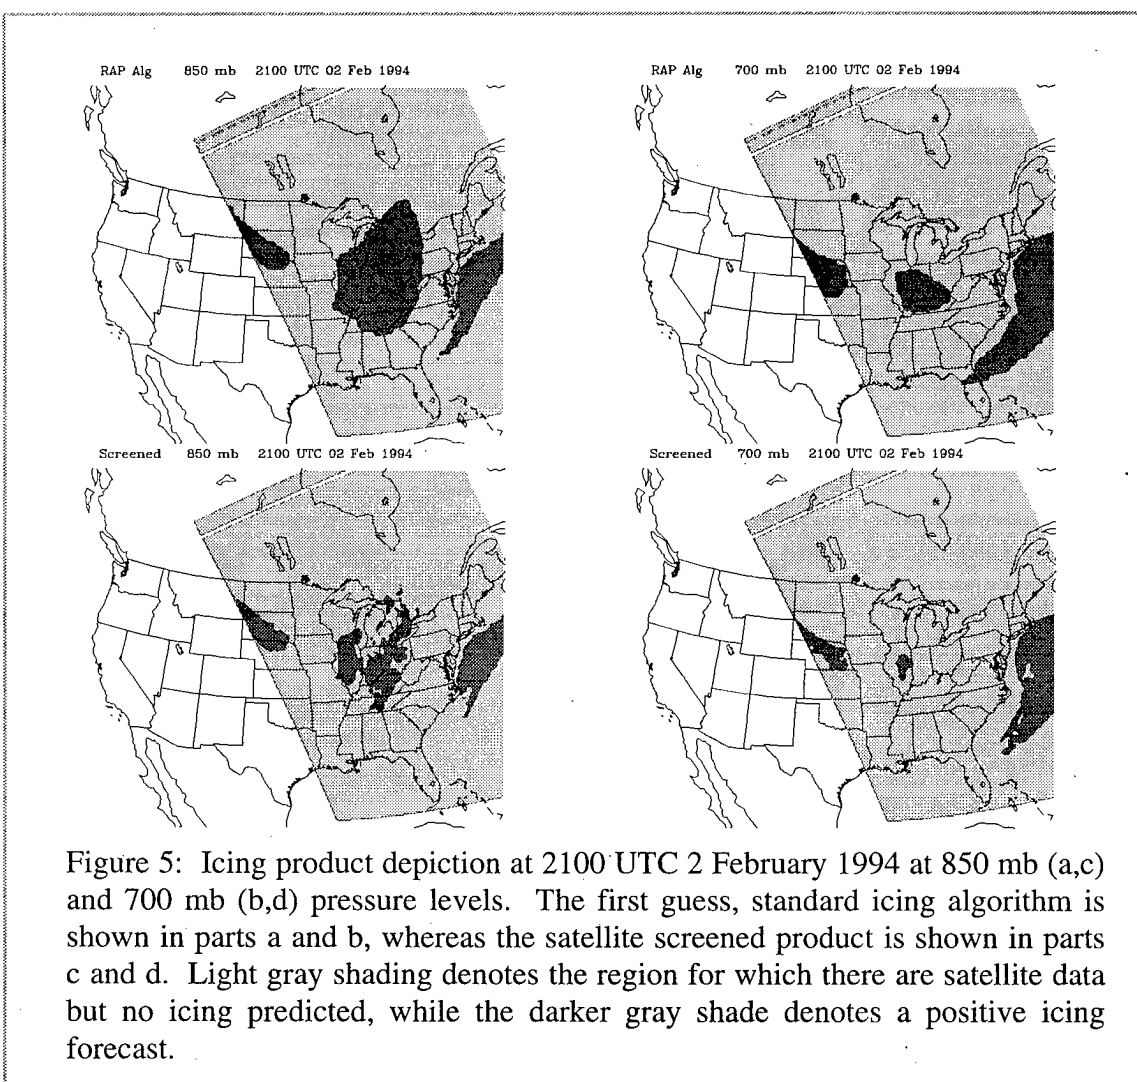 RAP Alg 850 mb 2100 UTC 02 Feb 1994
RAP Alg 700 mb 2100 UTC 02 Feb 1994
Screened 850 mb 2100 UTC 02 Feb 1994
Screened 700 mb 2100 UTC 02 Feb 1994
Figure 5: Icing product depiction at 2100 UTC 2 February 1994 at 850 mb (a,c)
and 700 mb (b,d) pressure levels. The first guess, standard icing algorithm is
shown in parts a and b, whereas the satellite screened product is shown in parts
c and d. Light gray shading denotes the region for which there are satellite data
but no icing predicted, while the darker gray shade denotes a positive icing
forecast.